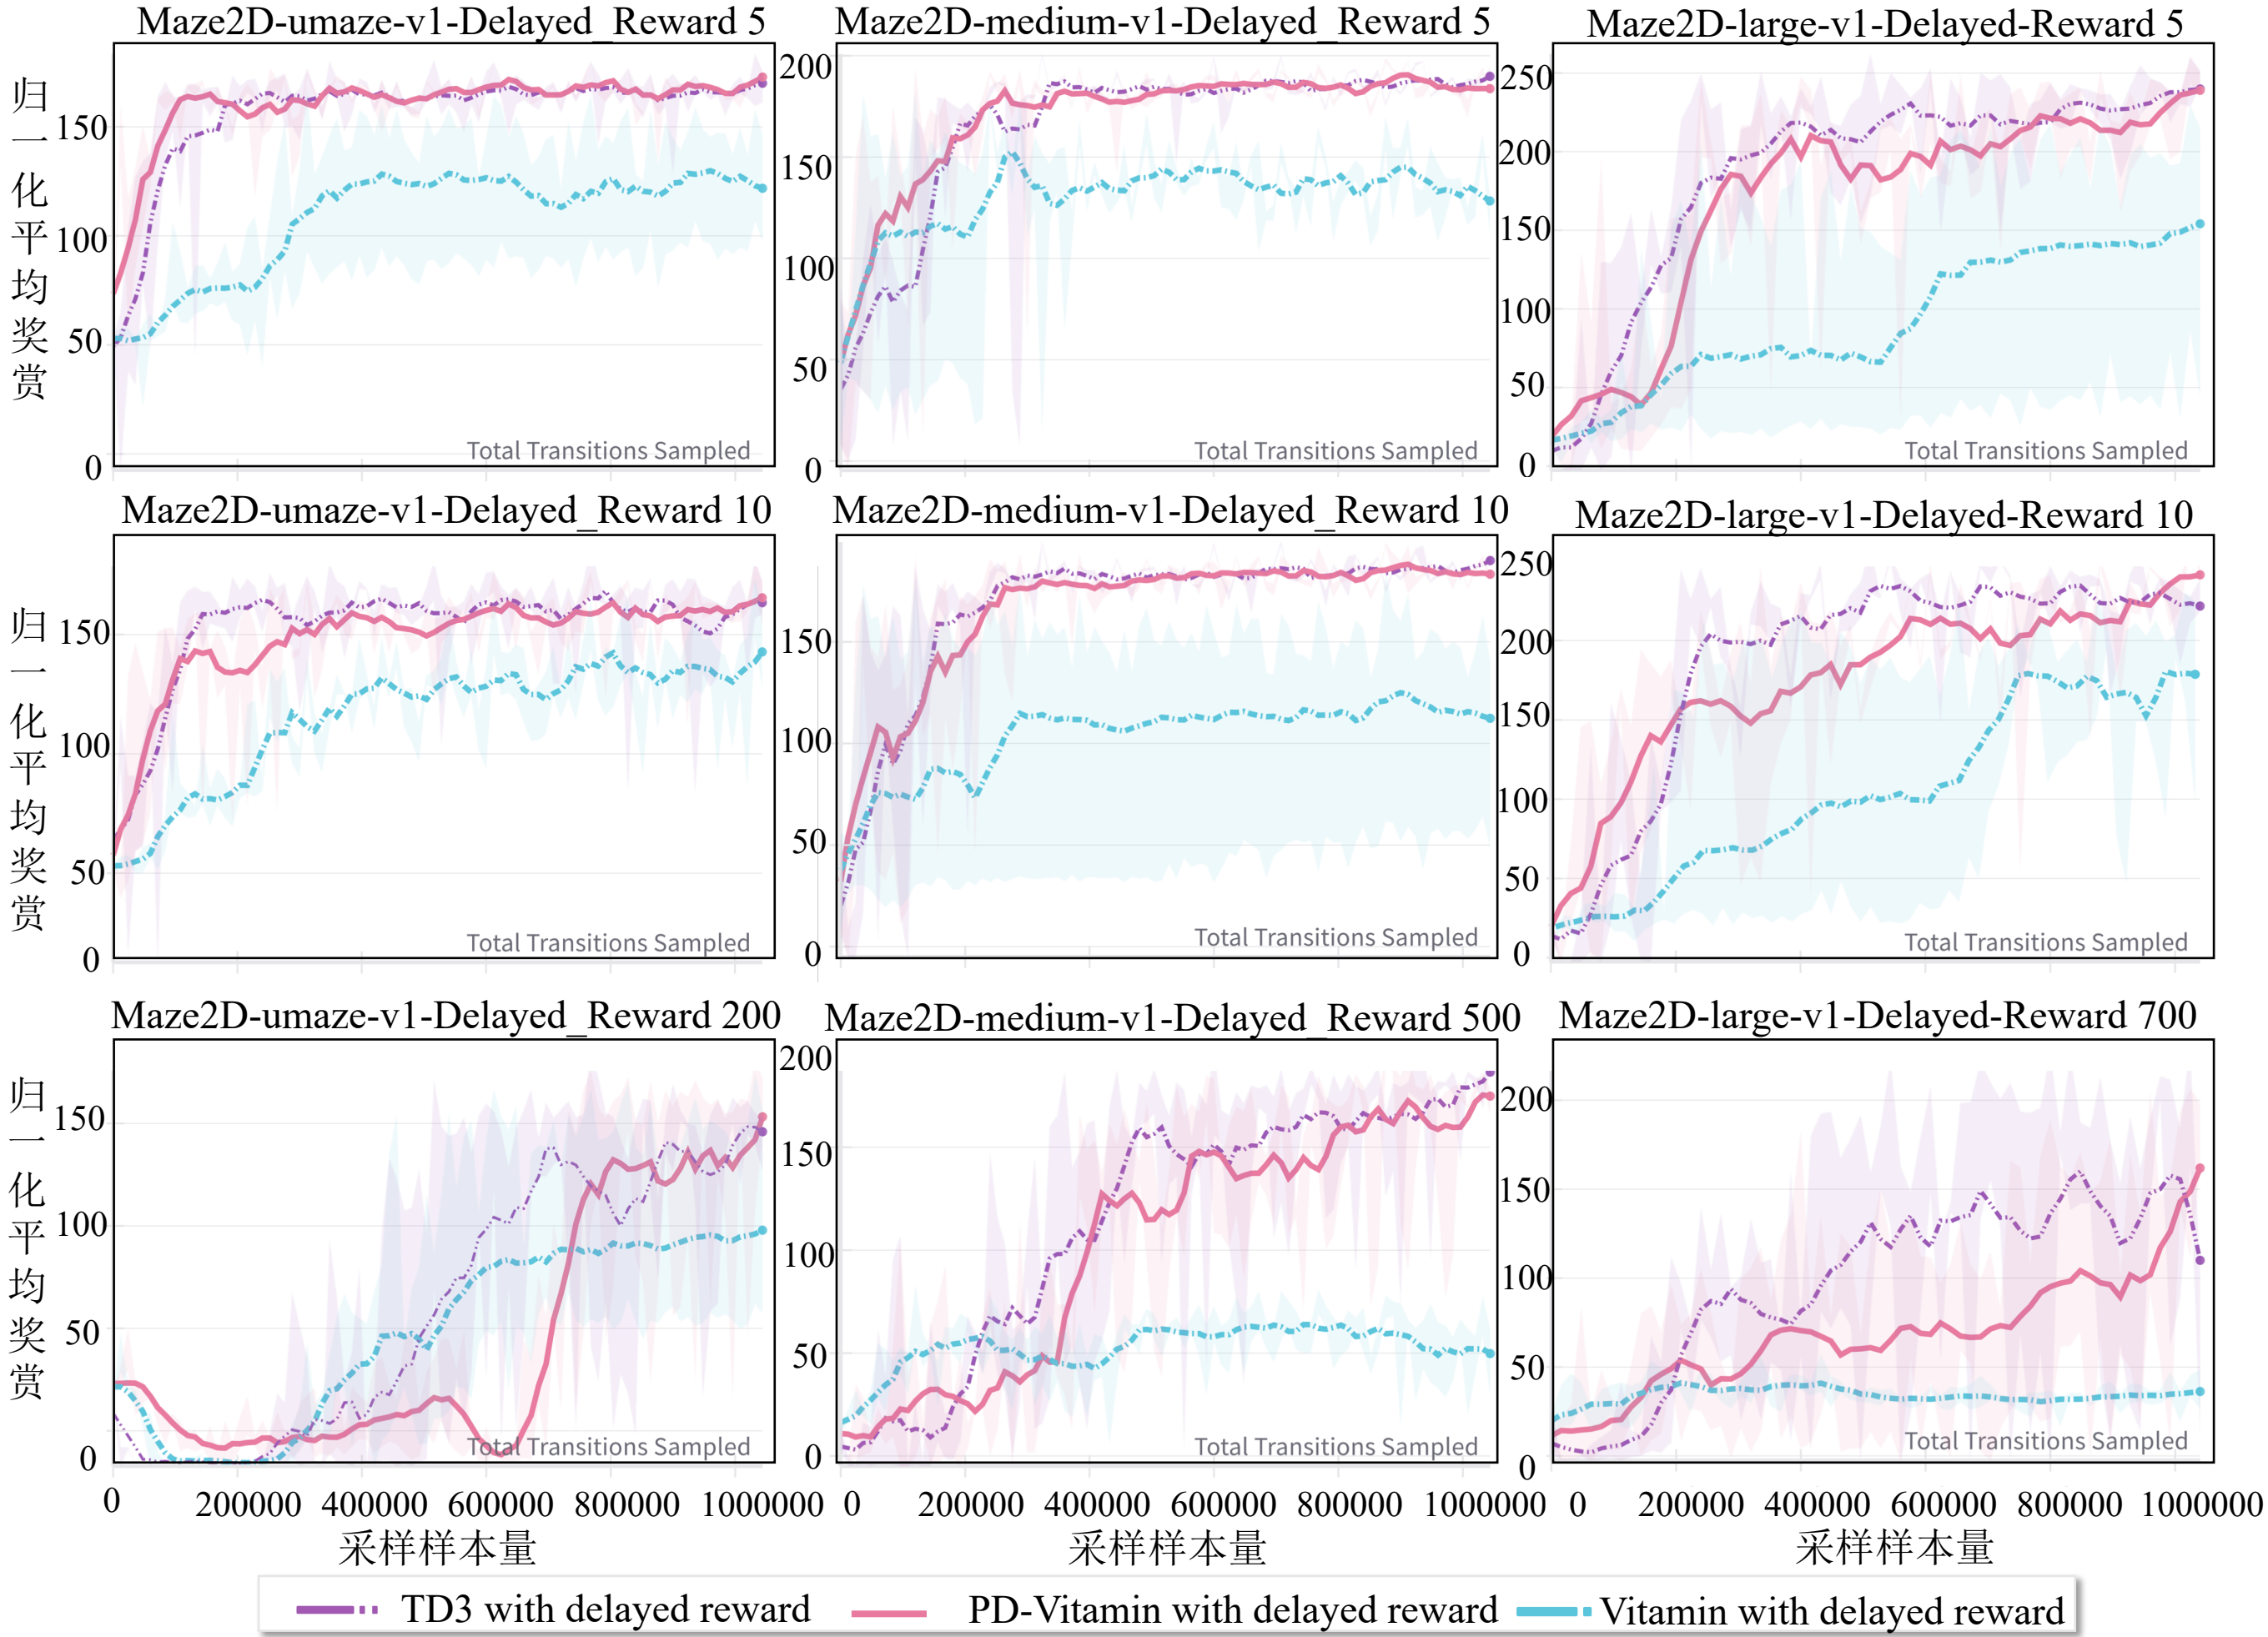 Maze2D-umaze-v1-Delayed_Reward 5
Maze2D-medium-v1-Delayed_Reward 5
Maze2D-large-v1-Delayed-Reward 5
归一化平均奖赏
150
100
50
0
Total Transitions Sampled
200
150
100
50
0
Total Transitions Sampled
250
200
150
100
50
0
Total Transitions Sampled
Maze2D-umaze-v1-Delayed_Reward 10
Maze2D-medium-v1-Delayed_Reward 10
Maze2D-large-v1-Delayed-Reward 10
归一化平均奖赏
150
100
50
0
Total Transitions Sampled
150
100
50
0
Total Transitions Sampled
250
200
150
100
50
0
Total Transitions Sampled
Maze2D-umaze-v1-Delayed_Reward 200
Maze2D-medium-v1-Delayed_Reward 500
Maze2D-large-v1-Delayed-Reward 700
归一化平均奖赏
150
100
50
0
Total Transitions Sampled
200
150
100
50
0
Total Transitions Sampled
200
150
100
50
0
Total Transitions Sampled
0 200000 400000 600000 800000 1000000
0 200000 400000 600000 800000 1000000
0 200000 400000 600000 800000 1000000
采样样本量
采样样本量
采样样本量
TD3 with delayed reward PD-Vitamin with delayed reward Vitamin with delayed reward